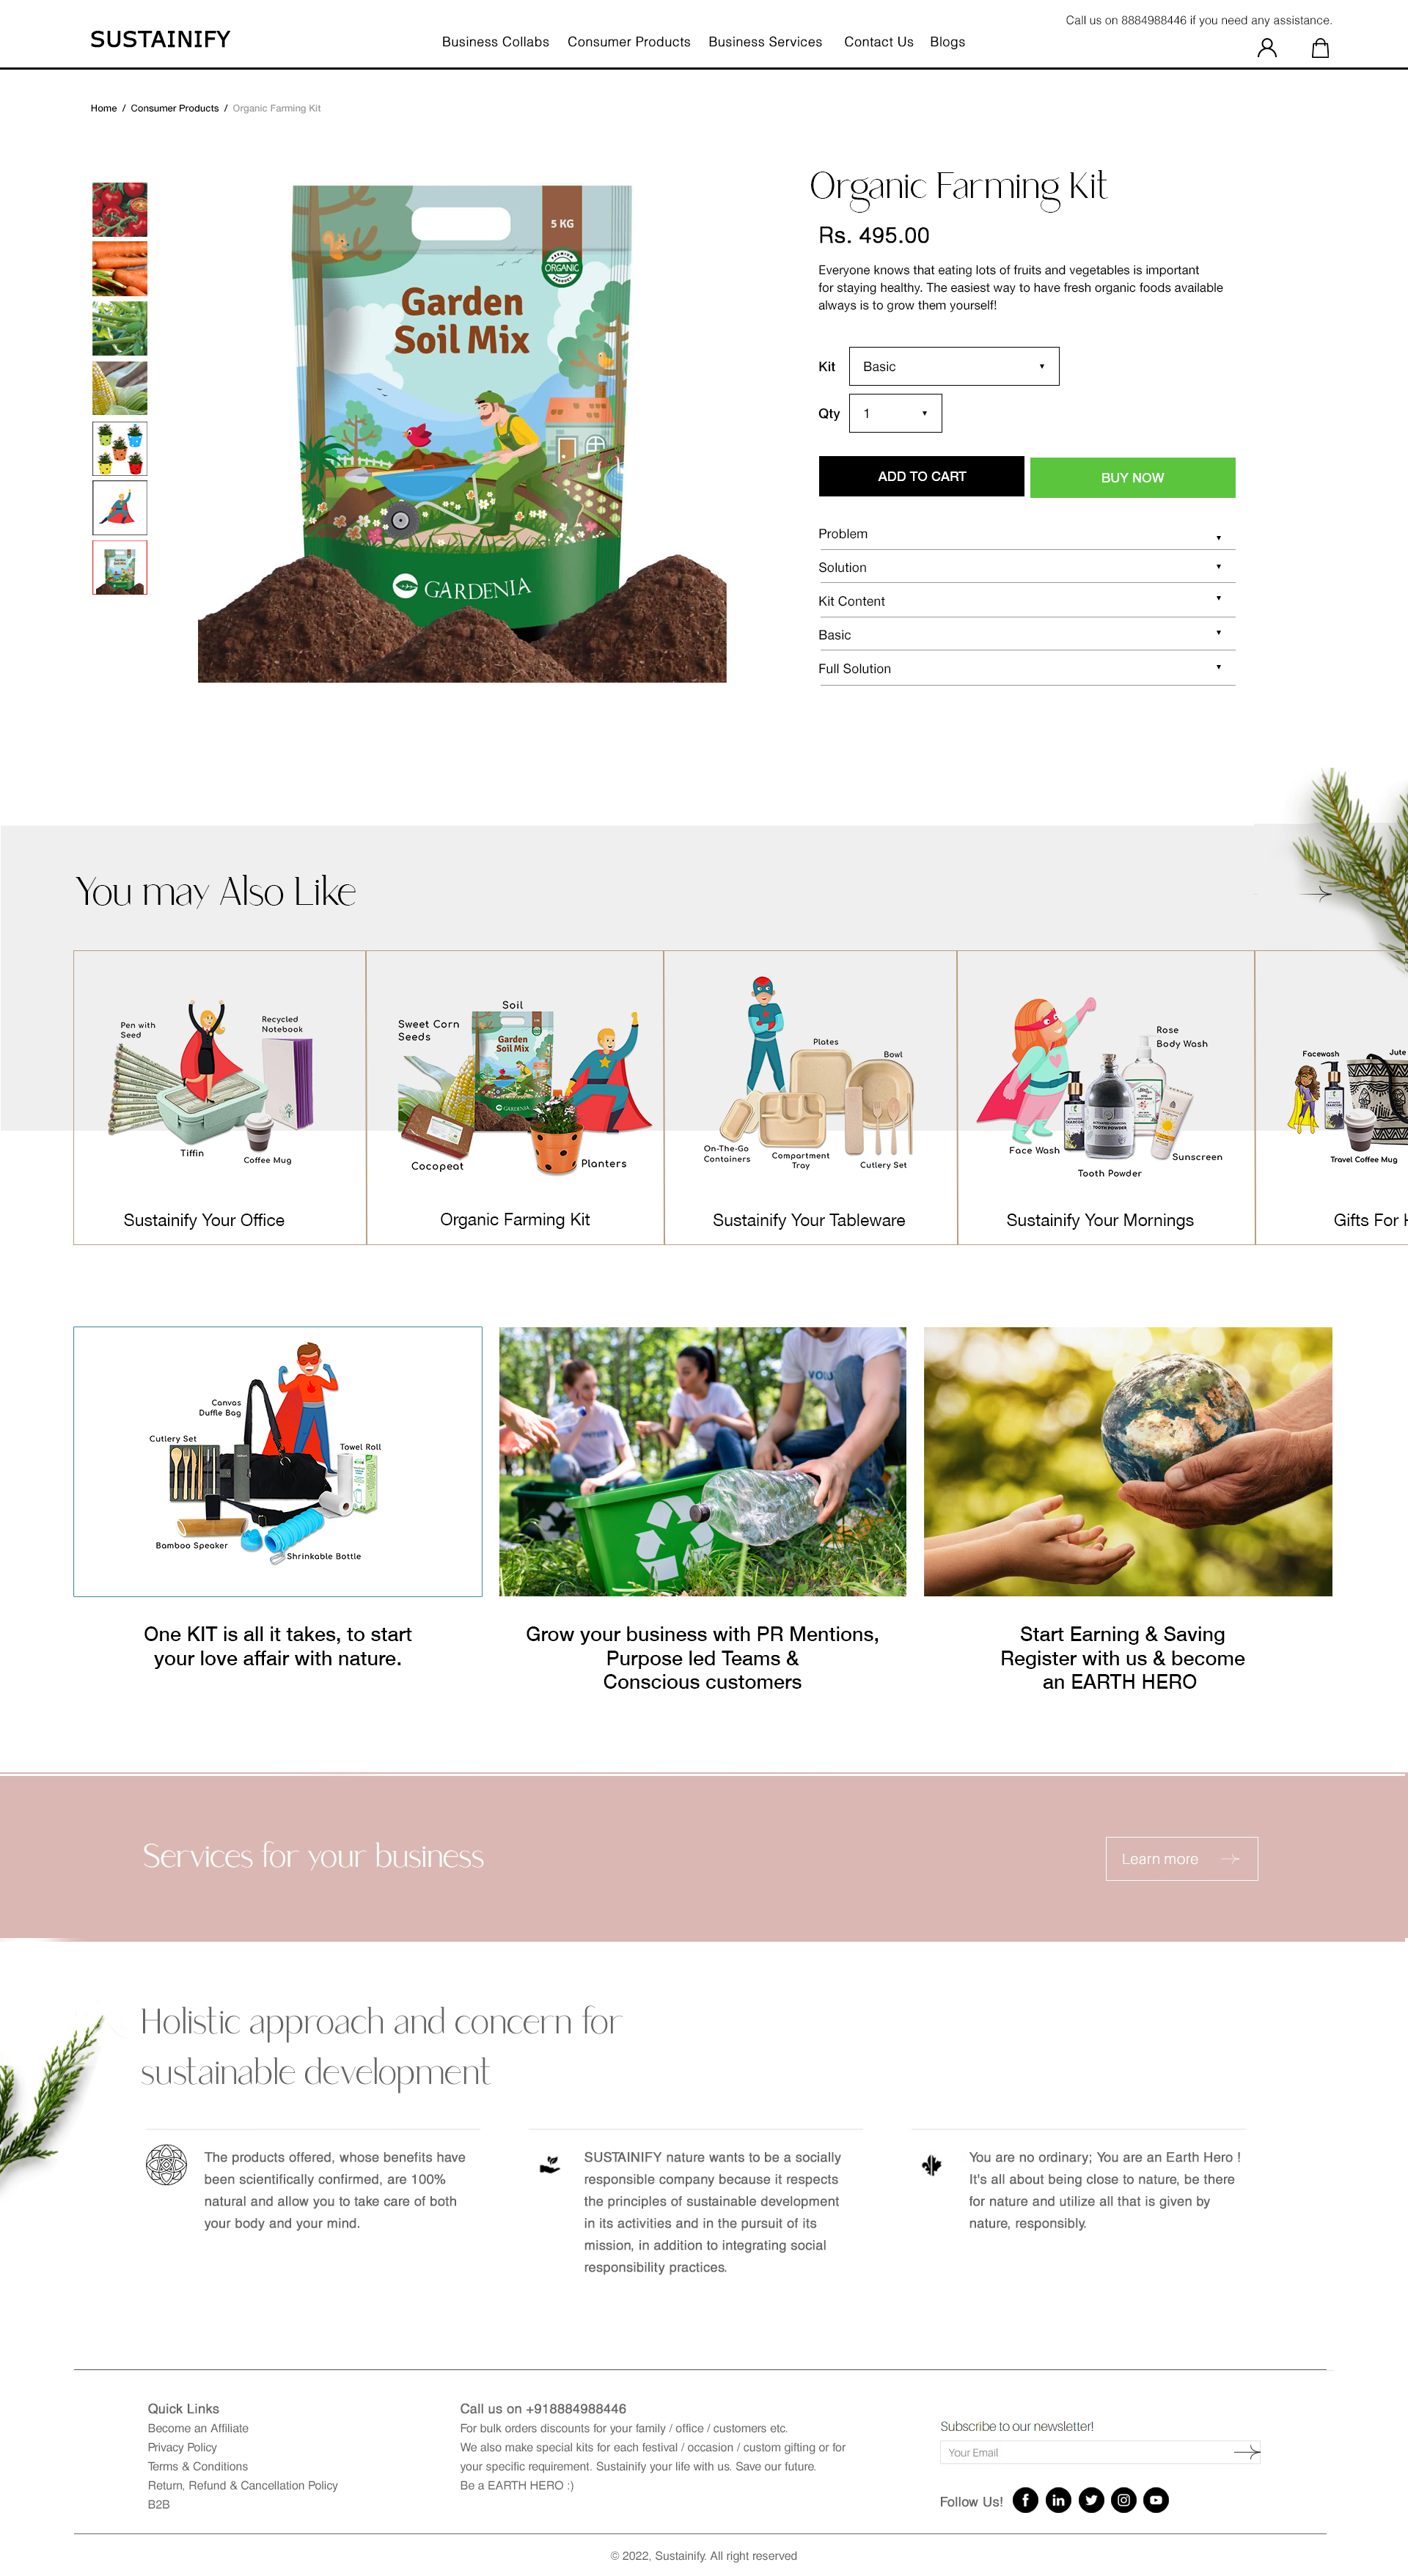 Call us on 8884988446 if you need any assistance.
SUSTAINIFY
Business Collabs Consumer Products Business Services Contact Us Blogs
Home / Consumer Products / Organic Farming Kit
Organic Farming Kit
Rs. 495.00
Everyone knows that eating lots of fruits and vegetables is important
for staying healthy. The easiest way to have fresh organic foods available
always is to grow them yourself!
Kit Basic
Qty 1
ADD TO CART BUY NOW
Problem
Solution
Kit Content
Basic
Full Solution
5 KG
PREMIUM
ORGANIC
PRODUCT
Garden
Soil Mix
GARDENIA
Garden
Soil Mix
You may Also Like
Pen with
Seed
Recycled
Notebook
Tiffin
Coffee Mug
Sustainify Your Office
Soil
Sweet Corn
Seeds
Garden
Soil Mix
GARDENIA
Cocopeat
Planters
Organic Farming Kit
Plates
Bowl
On-The-Go
Containers
Compartment
Tray
Cutlery Set
Sustainify Your Tableware
Rose
Body Wash
Face Wash
TOOTH POWDER
Sunscreen
Tooth Powder
Sustainify Your Mornings
Facewash
Jute
Travel Coffee Mug
Gifts For
Canvas
Duffle Bag
Cutlery Set
Towel Roll
Bamboo Speaker
Shrinkable Bottle
VOLU
One KIT is all it takes, to start
your love affair with nature.
Grow your business with PR Mentions,
Purpose led Teams &
Conscious customers
Start Earning & Saving
Register with us & become
an EARTH HERO
Services for your business
Learn more
Holistic approach and concern for
sustainable development
The products offered, whose benefits have
been scientifically confirmed, are 100%
natural and allow you to take care of both
your body and your mind.
SUSTAINIFY nature wants to be a socially
responsible company because it respects
the principles of sustainable development
in its activities and in the pursuit of its
mission, in addition to integrating social
responsibility practices.
You are no ordinary; You are an Earth Hero !
It's all about being close to nature, be there
for nature and utilize all that is given by
nature, responsibly.
Quick Links
Become an Affiliate
Privacy Policy
Terms & Conditions
Return, Refund & Cancellation Policy
B2B
Call us on +918884988446
For bulk orders discounts for your family / office / customers etc.
We also make special kits for each festival / occasion / custom gifting or for
your specific requirement. Sustainify your life with us. Save our future.
Be a EARTH HERO :)
Subscribe to our newsletter!
Your Email
Follow Us!
© 2022, Sustainify. All right reserved